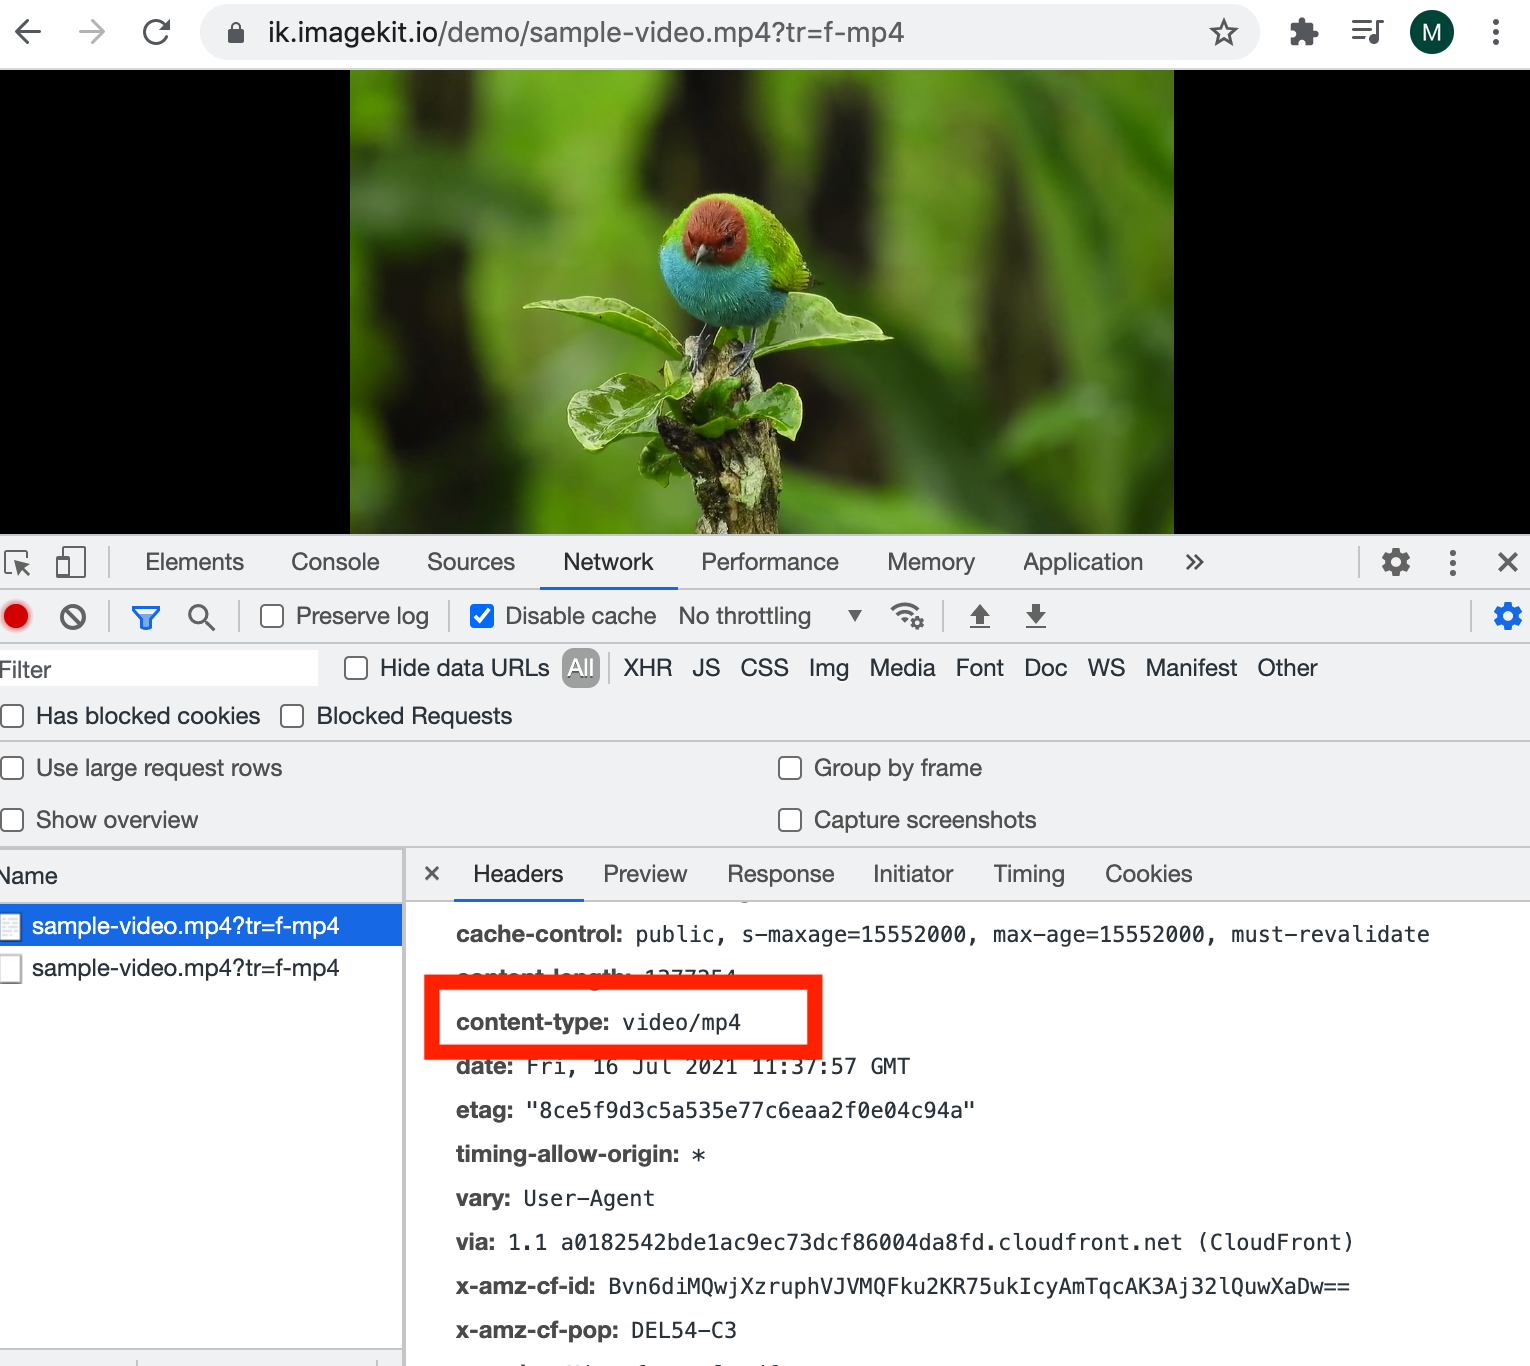 ik.imagekit.io/demo/sample-video.mp4?tr=f-mp4
M
Elements Console Sources Network Performance Memory Application
Preserve log Disable cache No throttling
Filter Hide data URLs All XHR JS CSS Img Media Font Doc WS Manifest Other
Has blocked cookies Blocked Requests
Use large request rows Group by frame
Show overview Capture screenshots
Name Headers Preview Response Initiator Timing Cookies
sample-video.mp4?tr=f-mp4
sample-video.mp4?tr=f-mp4
cache-control: public, s-maxage=15552000, max-age=15552000, must-revalidate
content-length: 1377254
content-type: video/mp4
date: Fri, 16 Jul 2021 11:37:57 GMT
etag: "8ce5f9d3c5a535e77c6eaa2f0e04c94a"
timing-allow-origin: *
vary: User-Agent
via: 1.1 a0182542bde1ac9ec73dcf86004da8fd.cloudfront.net (CloudFront)
x-amz-cf-id: Bvn6diMQwjXzruphVJVMQFku2KR75ukIcyAmTqcAK3Aj32lQuwXaDw==
x-amz-cf-pop: DEL54-C3